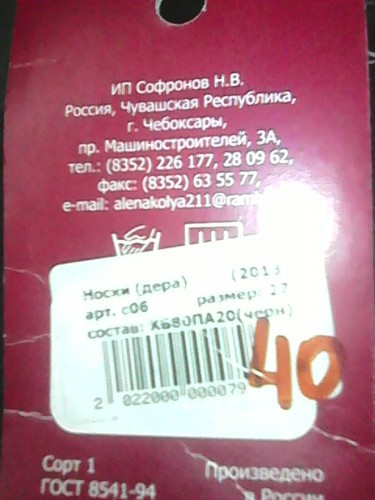 ИП Софронов Н.В.
Россия, Чувашская Республика,
г. Чебоксары,
пр. Машиностроителей, 3А,
тел.: (8352) 226 177, 28 09 62,
факс: (8352) 63 55 77,
e-mail: alenakolya211@ram
Носки (дера) (2013
арт. с06 размер: 27
состав: ХБ80ПА20(черн)
40
2 022000 000079
Сорт 1 Произведено
ГОСТ 8541-94 в России